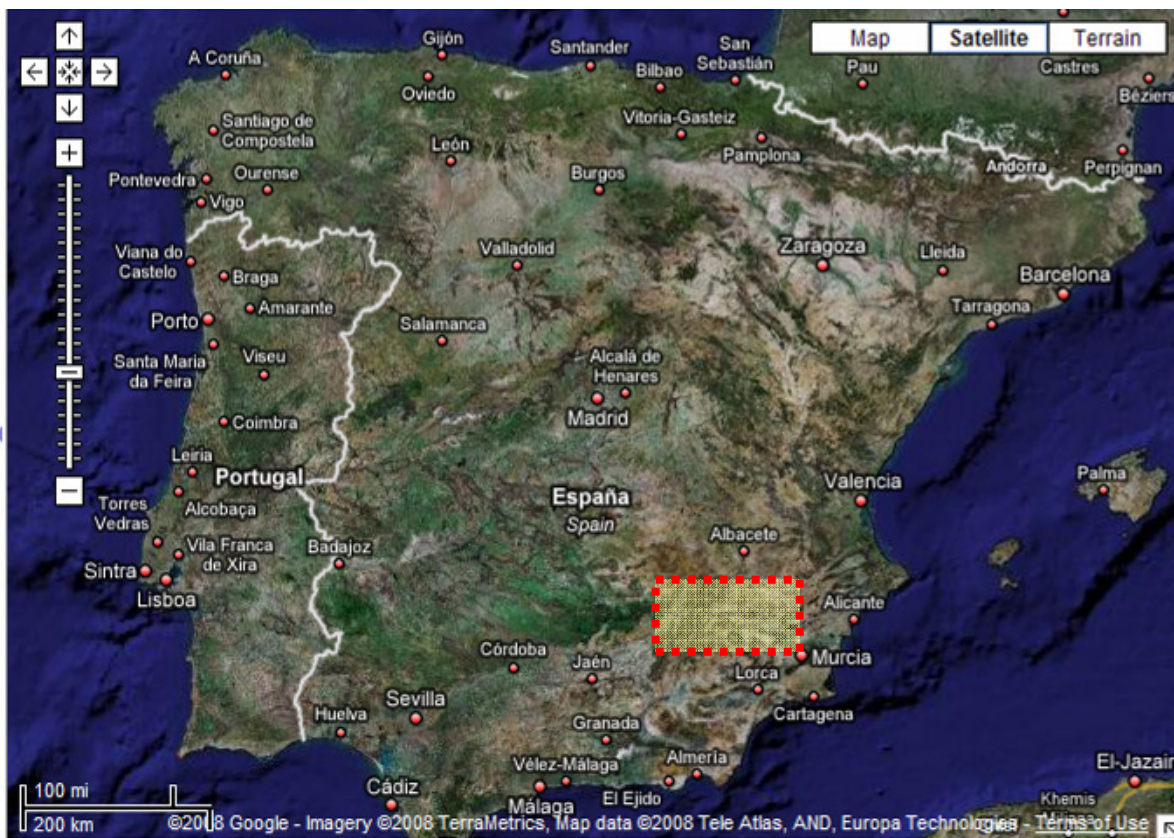 Map
Satellite
Terrain
Gijón
A Coruña
Santander
San
Sebastián
Bilbao
Pau
Castres
Béziers
Oviedo
Santiago de
Compostela
Vitoria-Gasteiz
León
Pamplona
Andorra
Perpignan
Pontevedra
Ourense
Burgos
Vigo
Viana do
Castelo
Valladolid
Zaragoza
Lleida
Braga
Barcelona
Amarante
Tarragona
Porto
Salamanca
Santa Maria
da Feira
Viseu
Alcalá de
Henares
Madrid
Coimbra
Leiria
Portugal
Palma
Valencia
Alcobaça
España
Spain
Torres
Vedras
Albacete
Vila Franca
de Xira
Badajoz
Sintra
Lisboa
Alicante
Córdoba
Jaén
Murcia
Lorca
Sevilla
Huelva
Cartagena
Granada
Vélez-Málaga
Almería
El-Jazair
Cádiz
Málaga
El Ejido
100 mi
200 km
Khemis
©2008 Google - Imagery ©2008 TerraMetrics, Map data ©2008 Tele Atlas, AND, Europa Technologies - Terms of Use